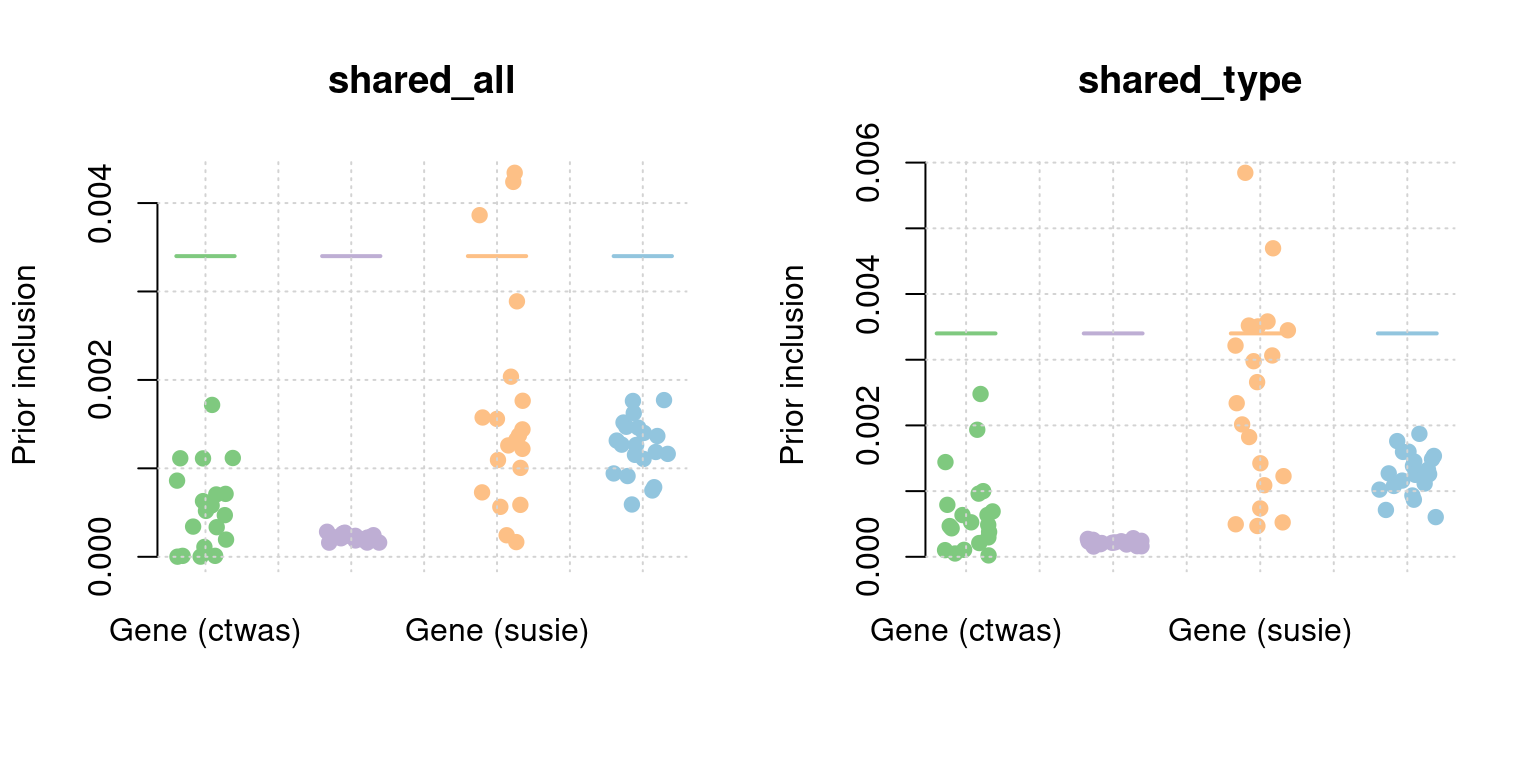 shared_all
Prior inclusion
0.004
0.002
0.000
Gene (ctwas)
Gene (susie)
shared_type
Prior inclusion
0.006
0.004
0.002
0.000
Gene (ctwas)
Gene (susie)